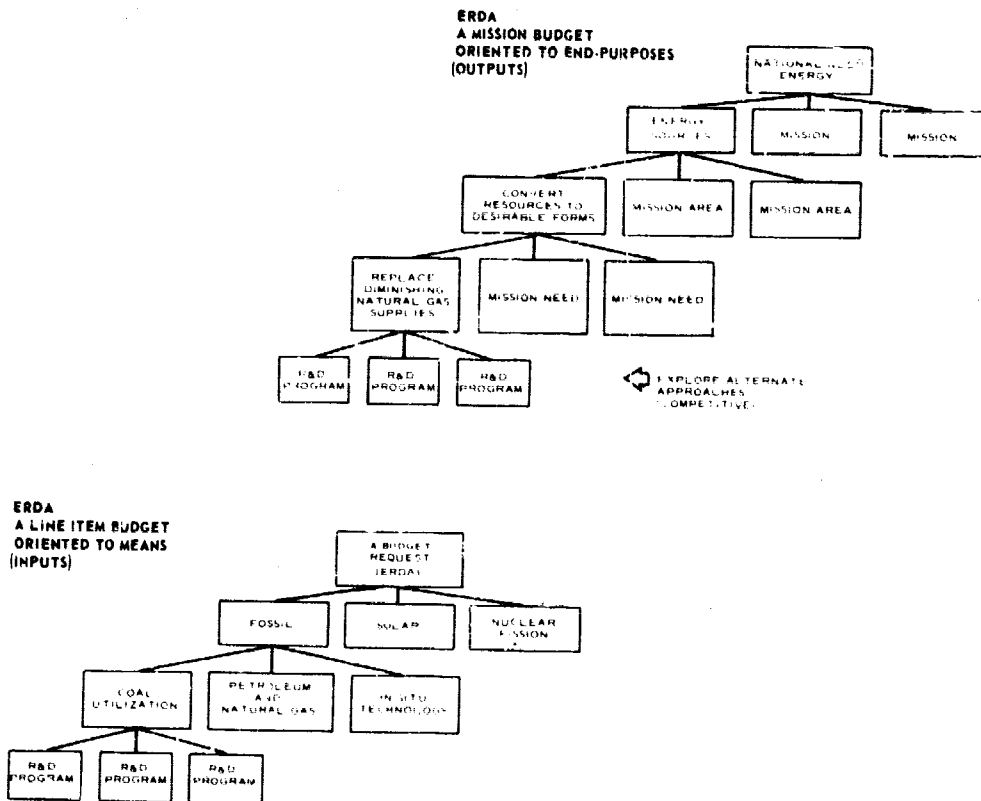 ERDA
A MISSION BUDGET
ORIENTED TO END-PURPOSES
(OUTPUTS)
NATIONAL NEED
ENERGY
ENERGY
SOURCES
MISSION
MISSION
CONVERT
RESOURCES TO
DESIRABLE FORMS
MISSION AREA
MISSION AREA
REPLACE
DIMINISHING
NATURAL GAS
SUPPLIES
MISSION NEED
MISSION NEED
R&D
PROGRAM
R&D
PROGRAM
R&D
PROGRAM
EXPLORE ALTERNATE
APPROACHES
(COMPETITIVE)
ERDA
A LINE ITEM BUDGET
ORIENTED TO MEANS
(INPUTS)
A BUDGET
REQUEST
(ERDA)
FOSSIL
SOLAR
NUCLEAR
FISSION
COAL
UTILIZATION
PETROLEUM
AND
NATURAL GAS
IN SITU
TECHNOLOGY
R&D
PROGRAM
R&D
PROGRAM
R&D
PROGRAM